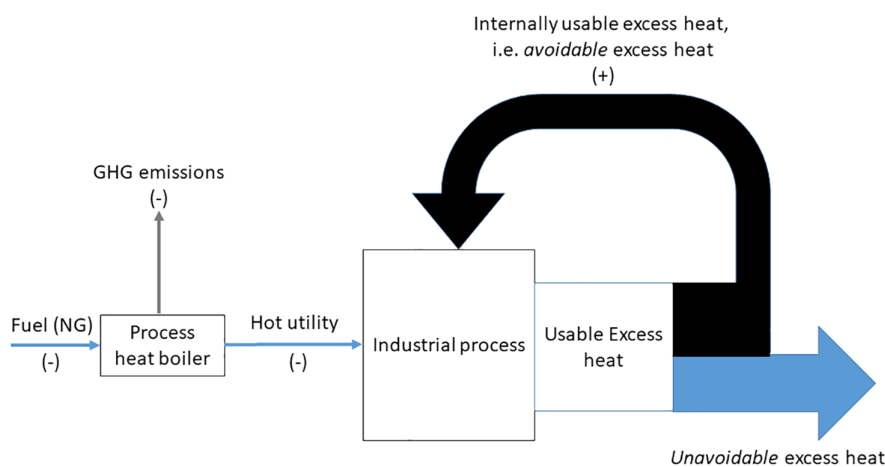 Internally usable excess heat,
i.e. avoidable excess heat
(+)
GHG emissions
(-)
Fuel (NG)
(-)
Process
heat boiler
Hot utility
(-)
Industrial process
Usable Excess
heat
Unavoidable excess heat